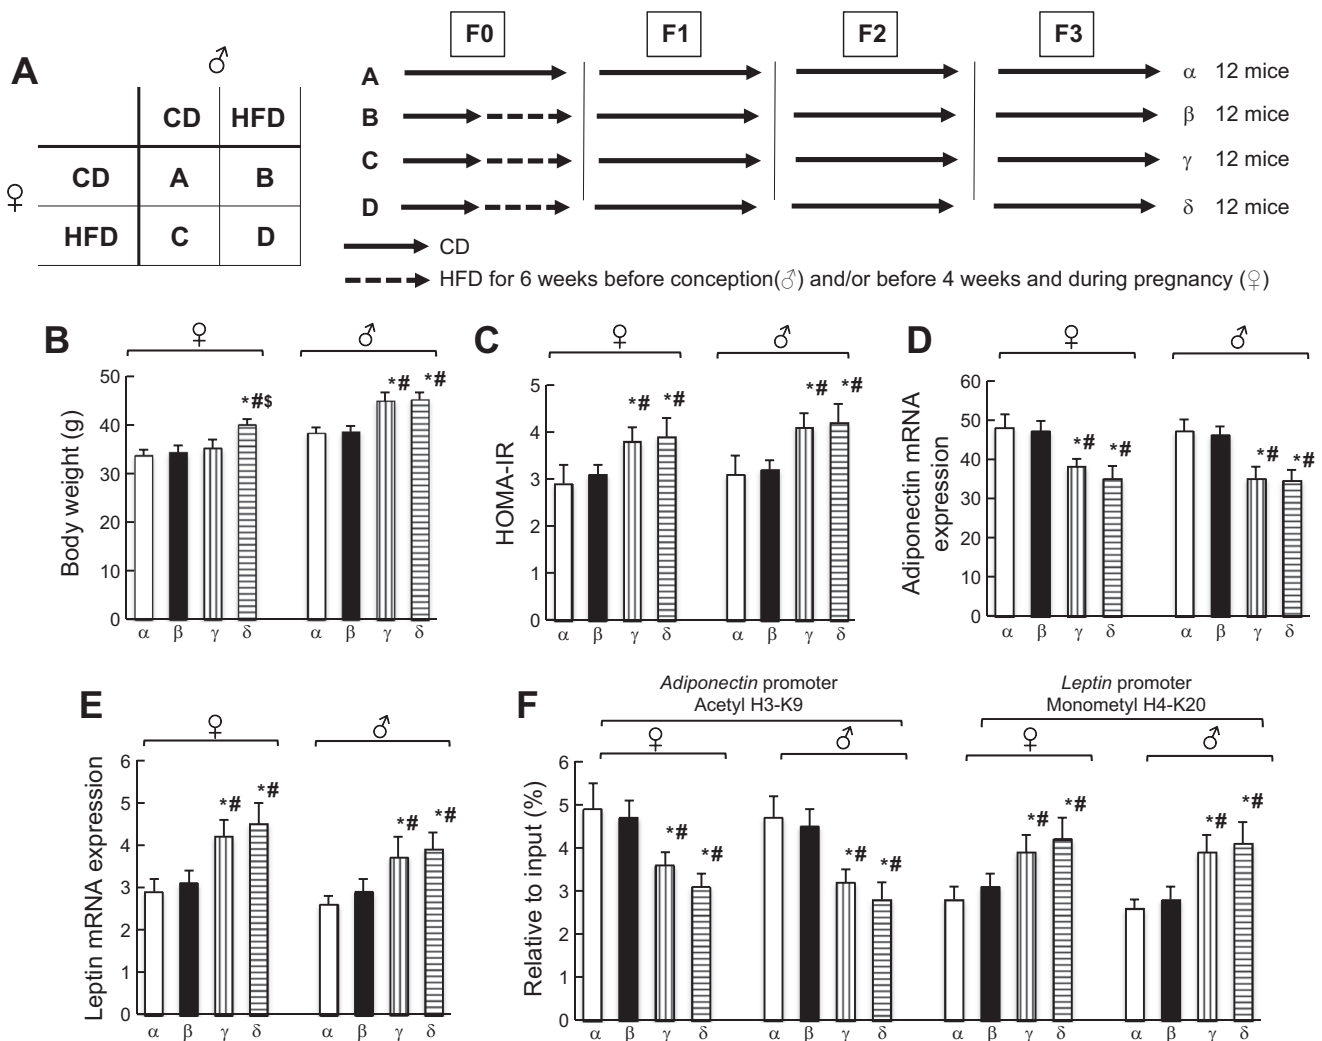 A
♂
CD HFD
♀ CD A B
HFD C D
F0 F1 F2 F3
A α 12 mice
B β 12 mice
C γ 12 mice
D δ 12 mice
CD
HFD for 6 weeks before conception(♂) and/or before 4 weeks and during pregnancy (♀)
B
♀ ♂
Body weight (g)
50
40
30
20
10
0
*#$ *# *#
α β γ δ α β γ δ
C
♀ ♂
HOMA-IR
5
4
3
2
1
0
*# *# *# *#
α β γ δ α β γ δ
D
♀ ♂
Adiponectin mRNA
expression
60
50
40
30
20
10
0
*# *# *# *#
α β γ δ α β γ δ
E
♀ ♂
Leptin mRNA expression
6
5
4
3
2
1
0
*# *# *# *#
α β γ δ α β γ δ
F
Adiponectin promoter
Acetyl H3-K9
Leptin promoter
Monometyl H4-K20
♀ ♂ ♀ ♂
Relative to input (%)
6
5
4
3
2
1
0
*# *# *# *# *# *# *# *#
α β γ δ α β γ δ α β γ δ α β γ δ